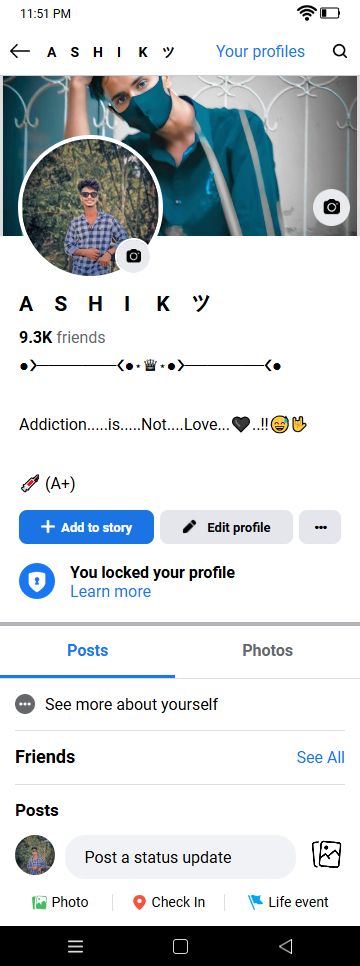 11:51 PM
A S H I K ツ Your profiles
A S H I K ツ
9.3K friends
●❯────────❮●⋆♛⋆●❯────────❮●
Addiction.....is.....Not....Love...🖤..!!😅🤟
💉 (A+)
Add to story Edit profile
You locked your profile
Learn more
Posts Photos
See more about yourself
Friends See All
Posts
Post a status update
Photo Check In Life event